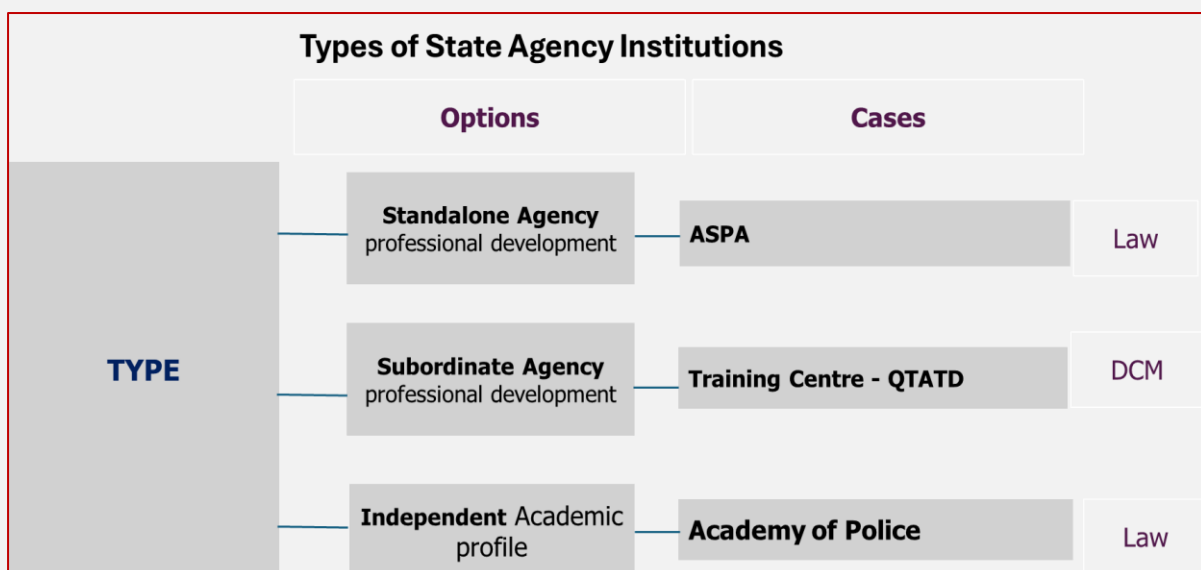 Types of State Agency Institutions
Options
Cases
TYPE
Standalone Agency
professional development
ASPA
Law
Subordinate Agency
professional development
Training Centre - QTATD
DCM
Independent Academic
profile
Academy of Police
Law